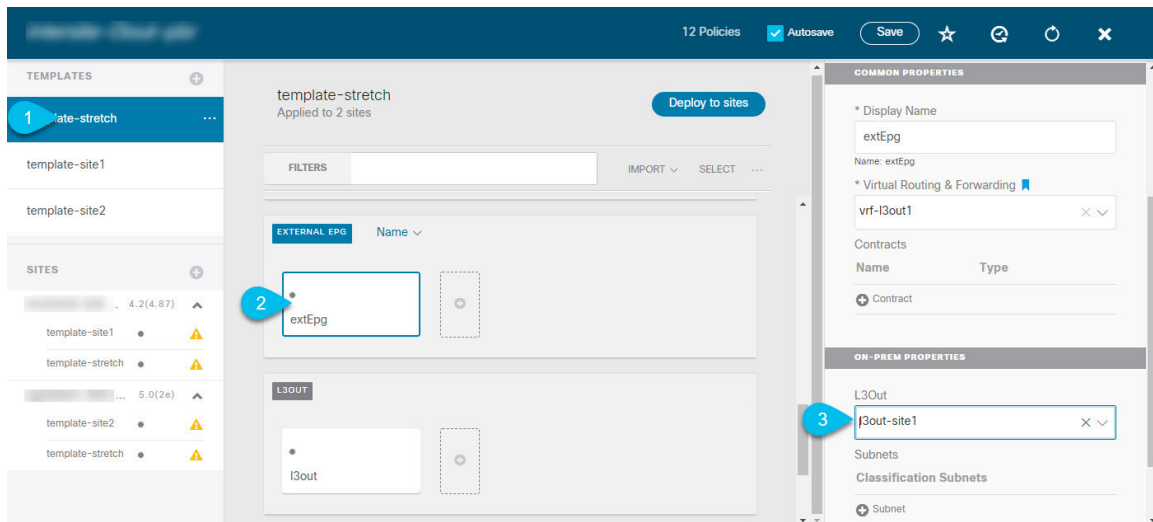 12 Policies
Autosave
Save
TEMPLATES
1
late-stretch
template-site1
template-site2
SITES
4.2(4.87)
template-site1
template-stretch
... 5.0(2e)
template-site2
template-stretch
template-stretch
Applied to 2 sites
Deploy to sites
FILTERS
IMPORT
SELECT
...
EXTERNAL EPG
Name
2
extEpg
L3OUT
l3out
COMMON PROPERTIES
* Display Name
extEpg
Name: extEpg
* Virtual Routing & Forwarding
vrf-l3out1
Contracts
Name Type
Contract
ON-PREM PROPERTIES
L3Out
3
l3out-site1
Subnets
Classification Subnets
Subnet